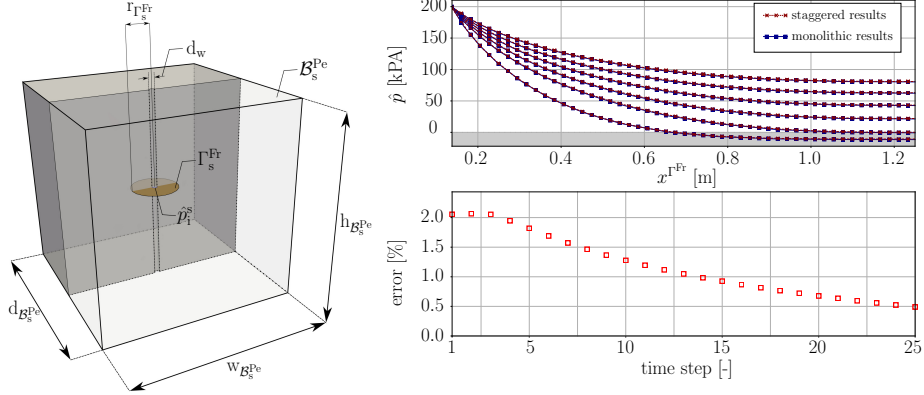 r_{Γ_s^{Fr}}
d_w
𝓑_s^{Pe}
Γ_s^{Fr}
p̂_i^s
h_{𝓑_s^{Pe}}
d_{𝓑_s^{Pe}}
w_{𝓑_s^{Pe}}
200
150
100
50
0
p̂ [kPA]
staggered results
monolithic results
0.2 0.4 0.6 0.8 1.0 1.2
x^{Γ^{Fr}} [m]
2.0
1.5
1.0
0.5
0.0
error [%]
1 5 10 15 20 25
time step [-]